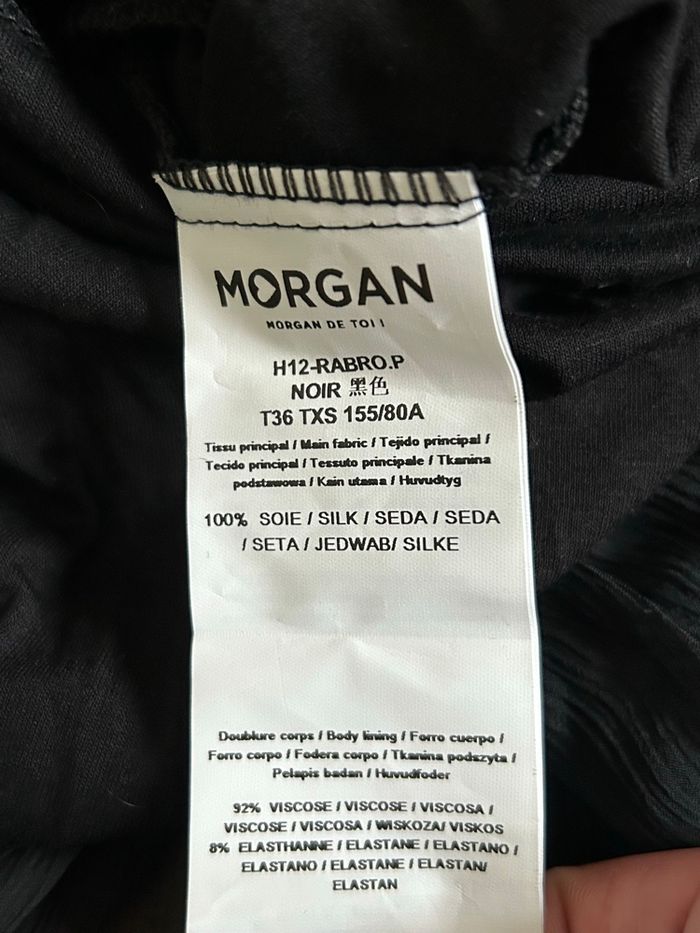 MORGAN
MORGAN DE TOI !
H12-RABRO.P
NOIR 黑色
T36 TXS 155/80A
Tissu principal / Main fabric / Tejido principal /
Tecido principal / Tessuto principale / Tkanina
podstawowa / Kain utama / Huvudtyg
100% SOIE / SILK / SEDA / SEDA
/ SETA / JEDWAB/ SILKE
Doublure corps / Body lining / Forro cuerpo /
Forro corpo / Fodera corpo / Tkanina podszyta /
Pelapis badan / Huvudfoder
92% VISCOSE / VISCOSE / VISCOSA /
VISCOSE / VISCOSA / WISKOZA/ VISKOS
8% ELASTHANNE / ELASTANE / ELASTANO /
ELASTANO / ELASTANE / ELASTAN/
ELASTAN